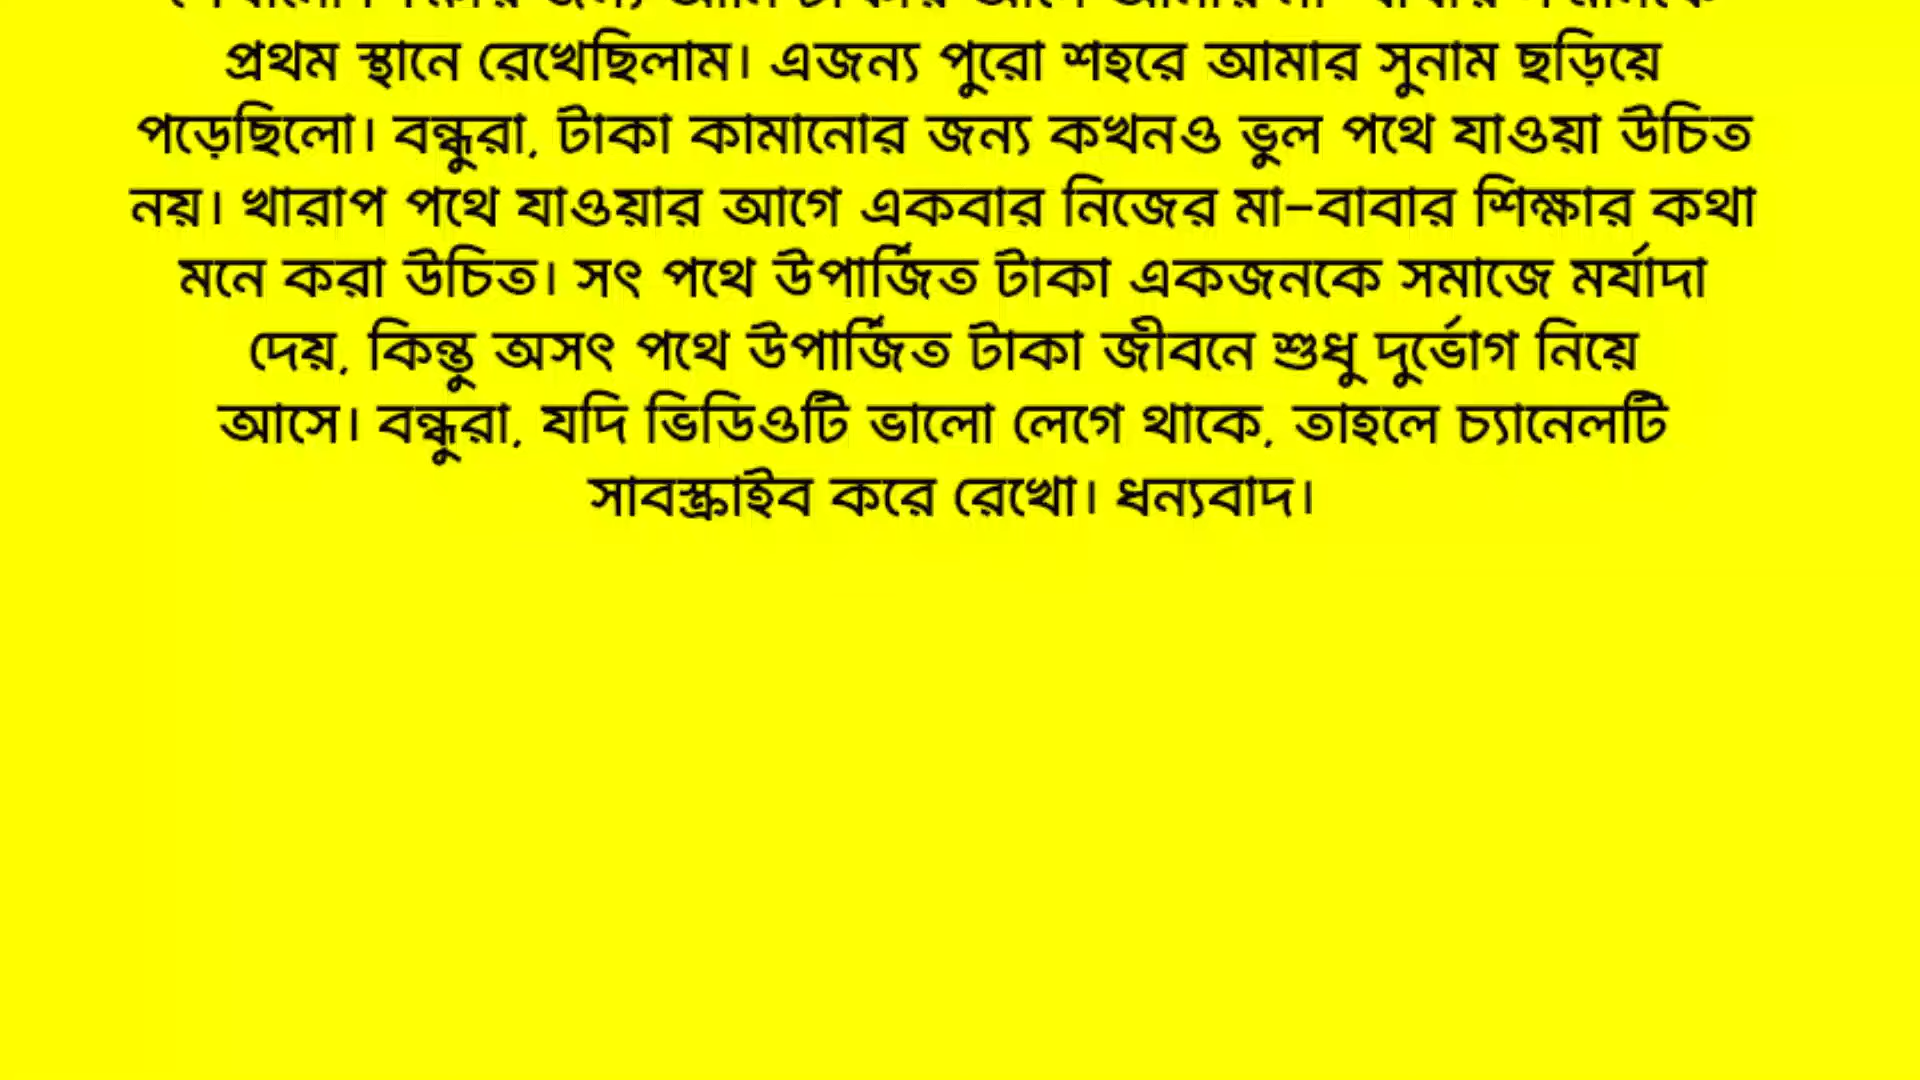 প্রথম স্থানে রেখেছিলাম। এজন্য পুরো শহরে আমার সুনাম ছড়িয়ে
পড়েছিলো। বন্ধুরা, টাকা কামানোর জন্য কখনও ভুল পথে যাওয়া উচিত
নয়। খারাপ পথে যাওয়ার আগে একবার নিজের মা-বাবার শিক্ষার কথা
মনে করা উচিত। সৎ পথে উপার্জিত টাকা একজনকে সমাজে মর্যাদা
দেয়, কিন্তু অসৎ পথে উপার্জিত টাকা জীবনে শুধু দুর্ভোগ নিয়ে
আসে। বন্ধুরা, যদি ভিডিওটি ভালো লেগে থাকে, তাহলে চ্যানেলটি
সাবস্ক্রাইব করে রেখো। ধন্যবাদ।